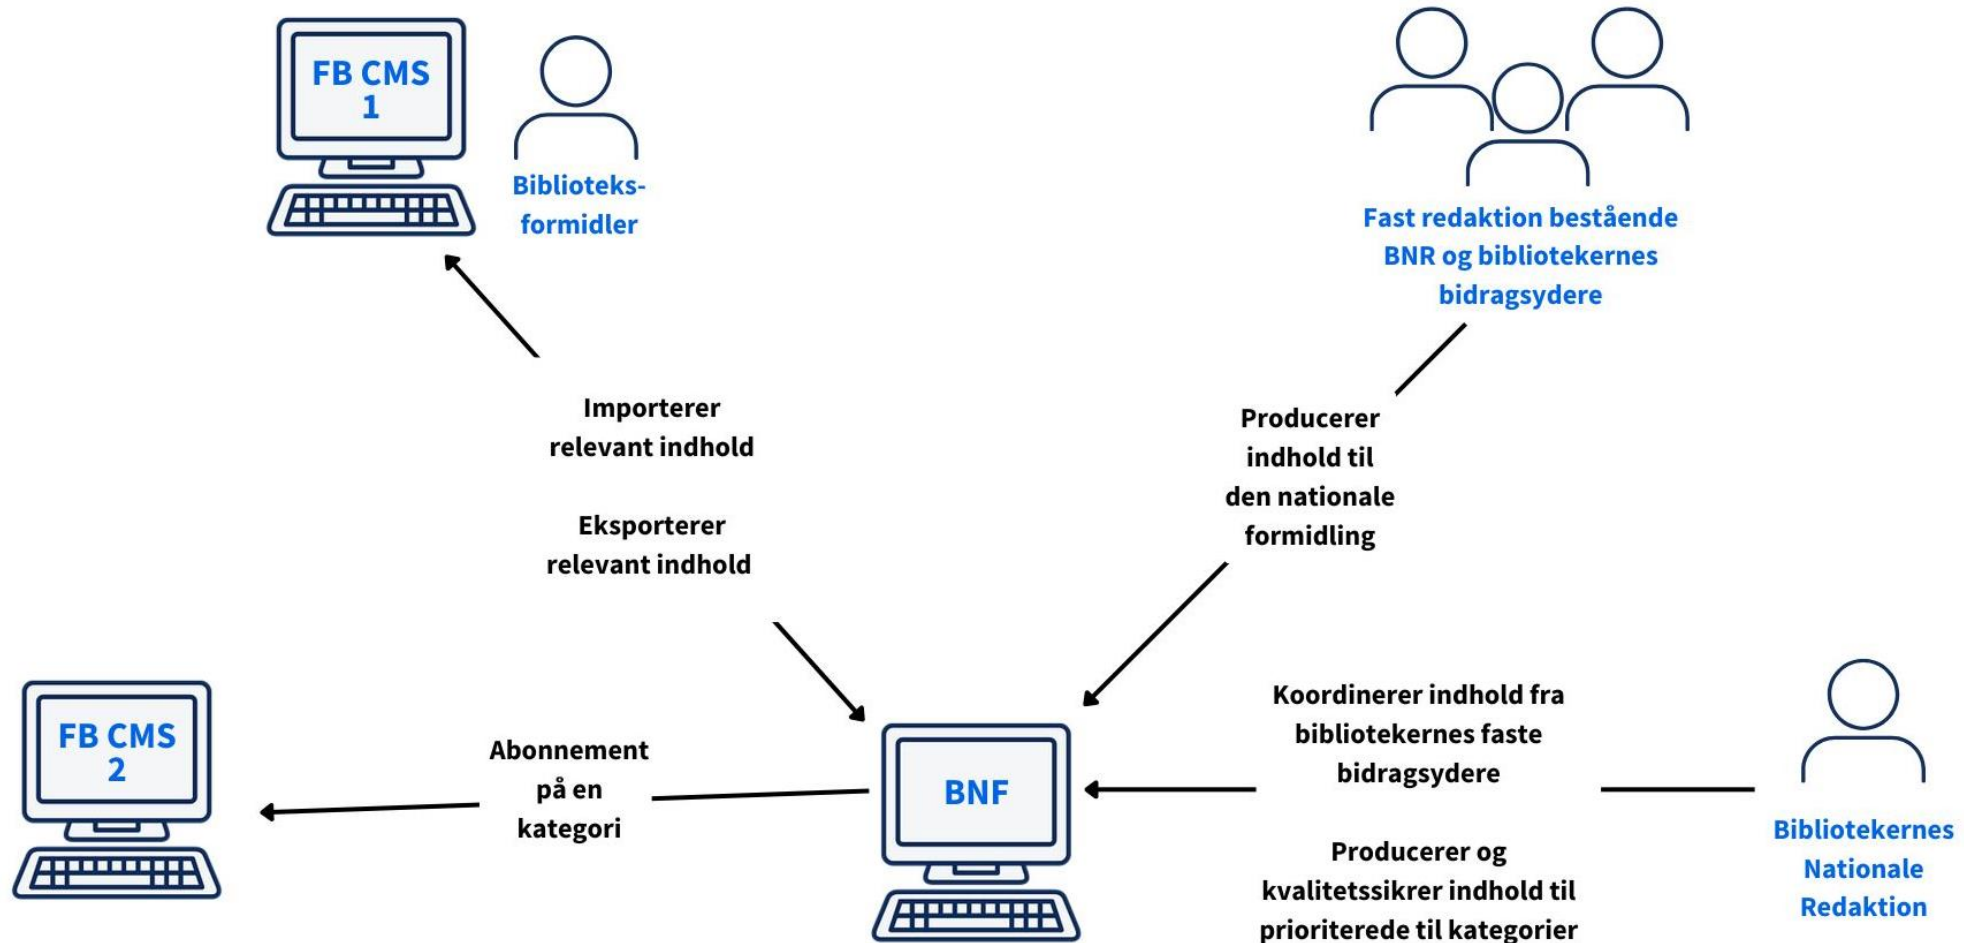 FB CMS
1
Biblioteks-
formidler
Fast redaktion bestående
BNR og bibliotekernes
bidragsydere
Importerer
relevant indhold
Eksporterer
relevant indhold
Producerer
indhold til
den nationale
formidling
FB CMS
2
Abonnement
på en
kategori
BNF
Koordinerer indhold fra
bibliotekernes faste
bidragsydere
Producerer og
kvalitetssikrer indhold til
prioriterede til kategorier
Bibliotekernes
Nationale
Redaktion